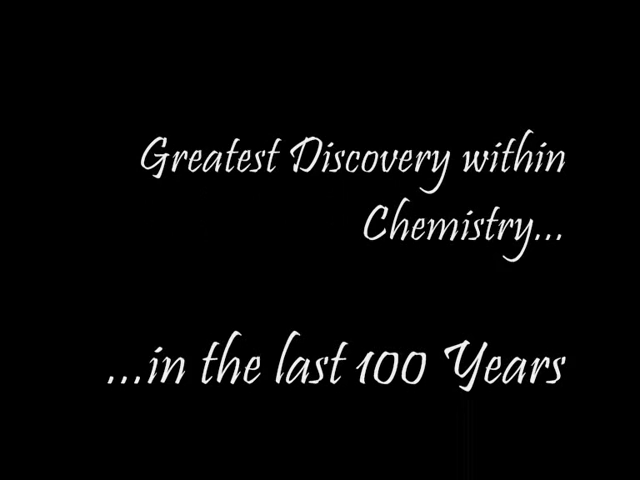 Greatest Discovery within
Chemistry...
...in the last 100 Years